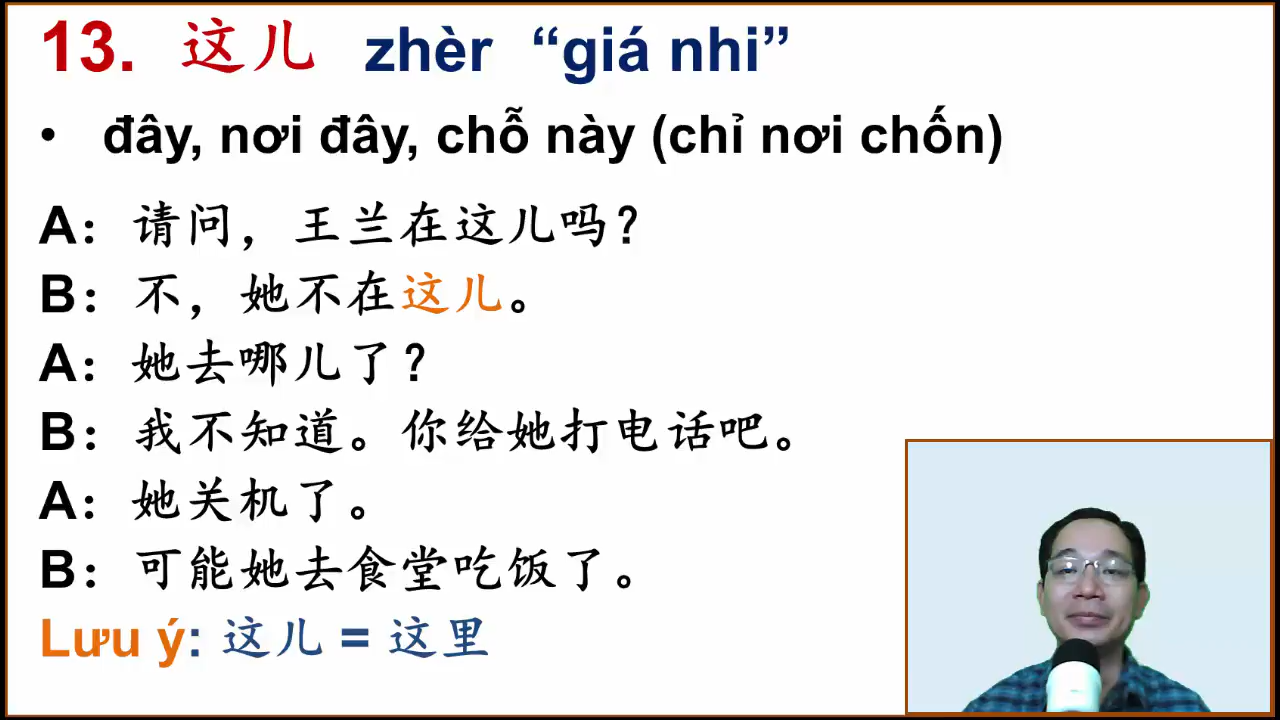 13. 这儿 zhèr “giá nhi”
• đây, nơi đây, chỗ này (chỉ nơi chốn)
A：请问，王兰在这儿吗？
B：不，她不在这儿。
A：她去哪儿了？
B：我不知道。你给她打电话吧。
A：她关机了。
B：可能她去食堂吃饭了。
Lưu ý: 这儿 = 这里